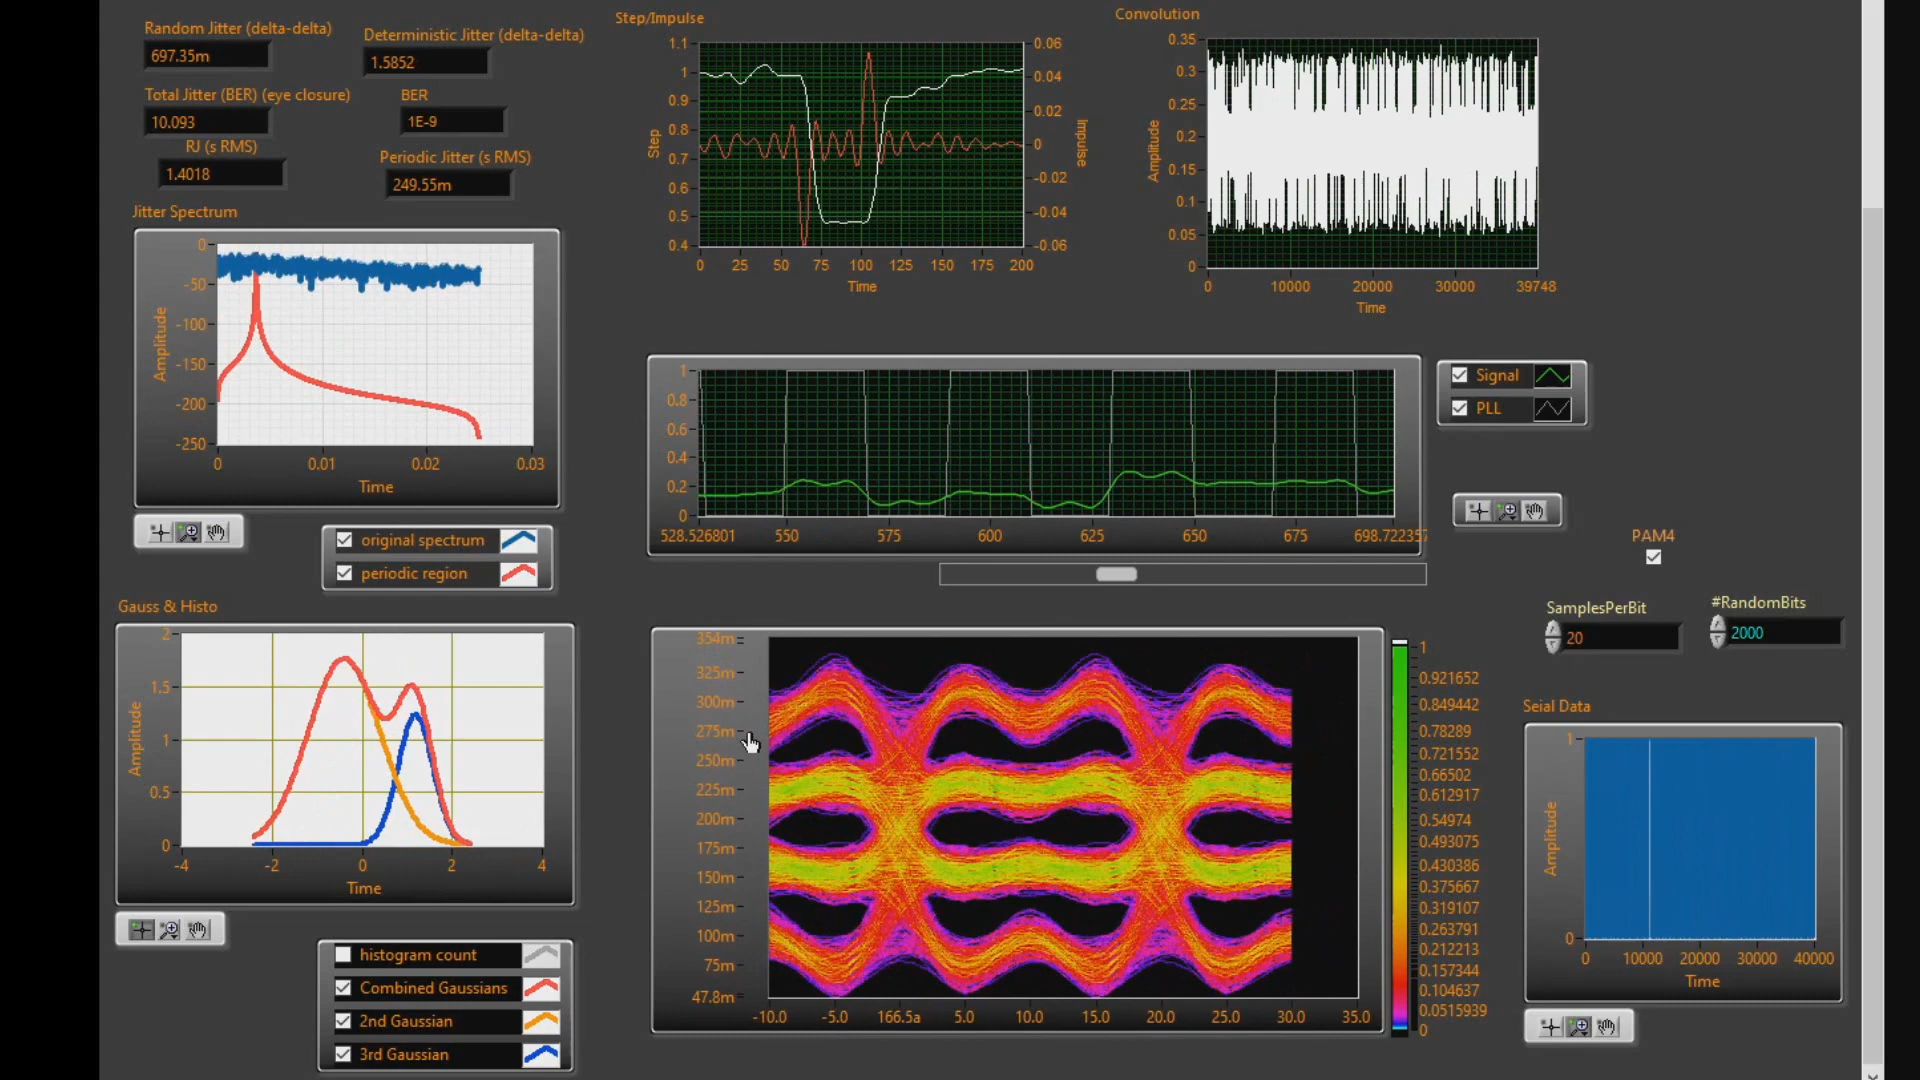 Random Jitter (delta-delta)
697.35m
Deterministic Jitter (delta-delta)
1.5852
Total Jitter (BER) (eye closure)
10.093
BER
1E-9
RJ (s RMS)
1.4018
Periodic Jitter (s RMS)
249.55m
Jitter Spectrum
Amplitude
0
-50
-100
-150
-200
-250
0 0.01 0.02 0.03
Time
original spectrum
periodic region
Gauss & Histo
Amplitude
2
1.5
1
0.5
0
-4 -2 0 2 4
Time
histogram count
Combined Gaussians
2nd Gaussian
3rd Gaussian
Step/Impulse
Step
1.1
1
0.9
0.8
0.7
0.6
0.5
0.4
0.06
0.04
0.02
0
-0.02
-0.04
-0.06
Impulse
0 25 50 75 100 125 150 175 200
Time
Convolution
Amplitude
0.35
0.3
0.25
0.2
0.15
0.1
0.05
0
0 10000 20000 30000 39748
Time
1
0.8
0.6
0.4
0.2
0
528.526801 550 575 600 625 650 675 698.722357
Signal
PLL
PAM4
SamplesPerBit
20
#RandomBits
2000
354m
325m
300m
275m
250m
225m
200m
175m
150m
125m
100m
75m
47.8m
-10.0 -5.0 166.5a 5.0 10.0 15.0 20.0 25.0 30.0 35.0
1
0.921652
0.849442
0.78289
0.721552
0.66502
0.612917
0.54974
0.493075
0.430386
0.375667
0.319107
0.263791
0.212213
0.157344
0.104637
0.0515939
0
Seial Data
Amplitude
1
0
0 10000 20000 30000 40000
Time